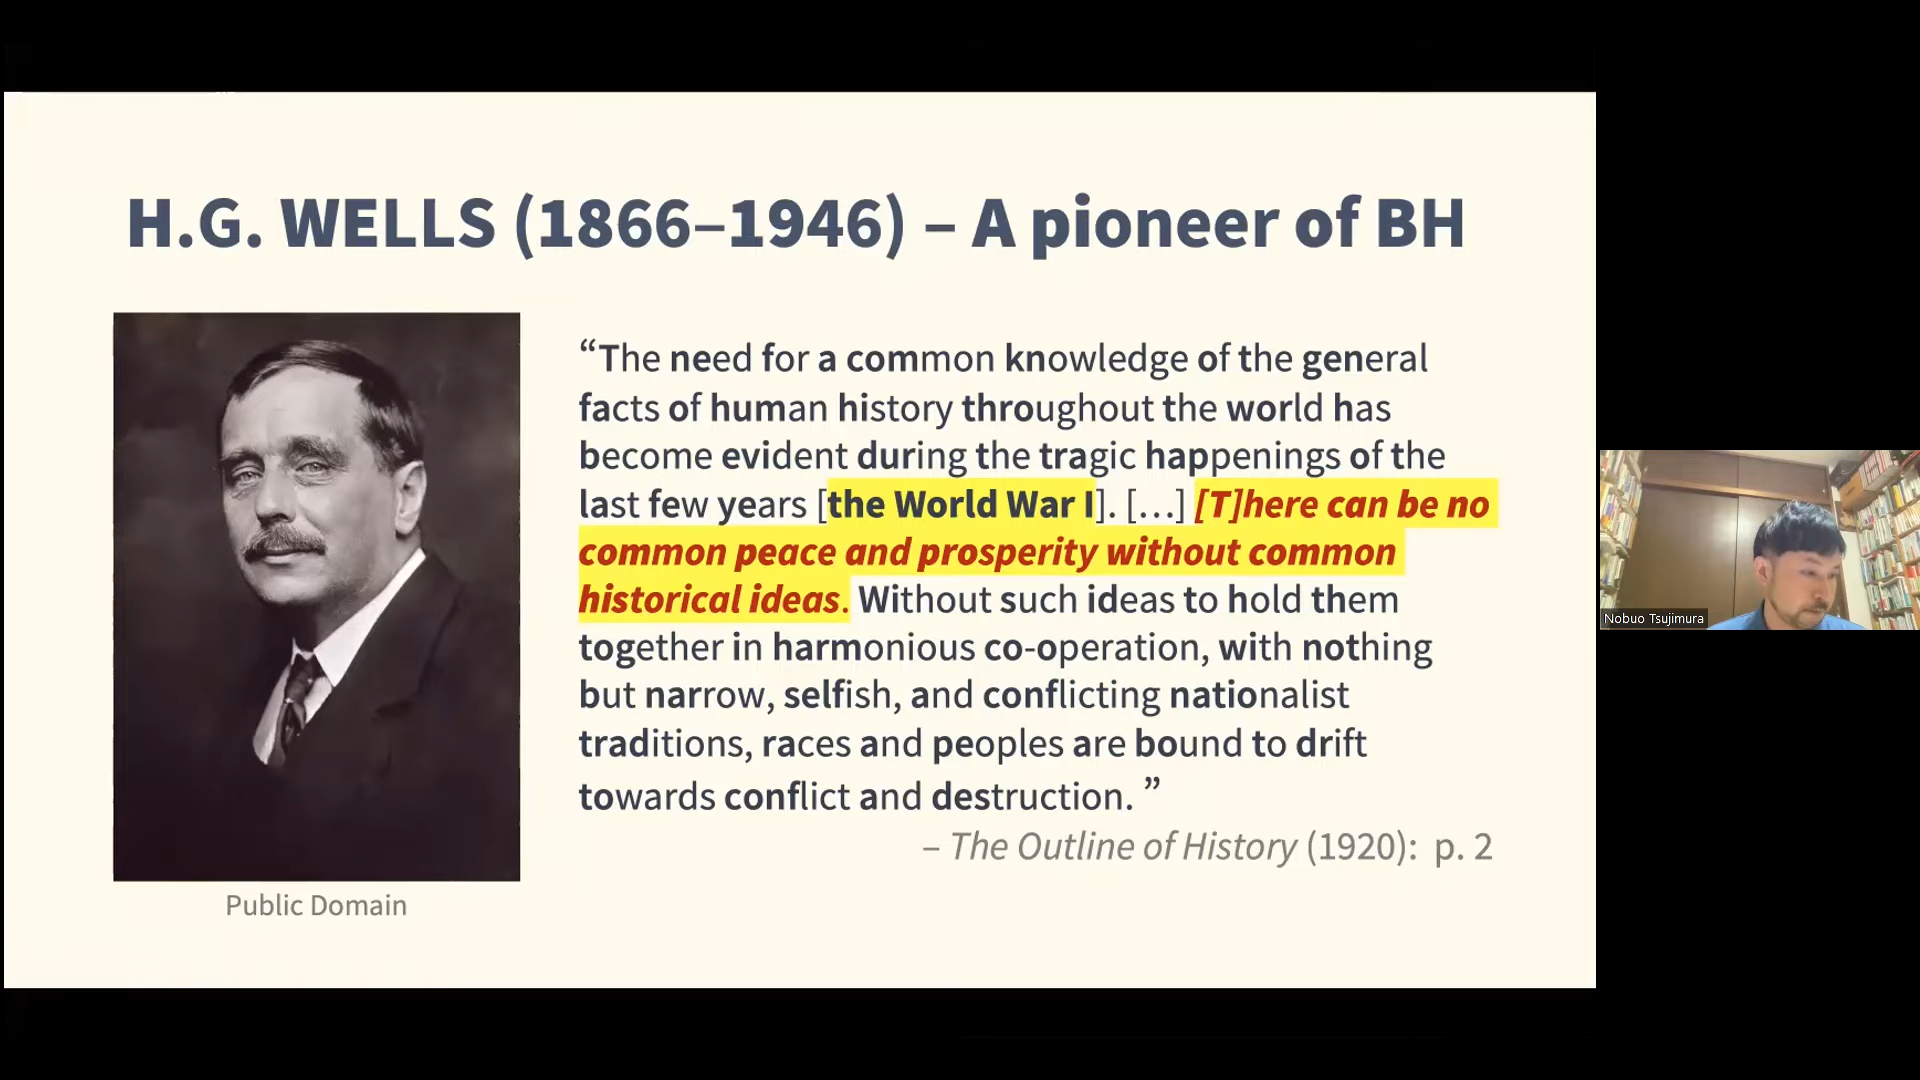 H.G. WELLS (1866–1946) – A pioneer of BH
“The need for a common knowledge of the general
facts of human history throughout the world has
become evident during the tragic happenings of the
last few years [the World War I]. […] [T]here can be no
common peace and prosperity without common
historical ideas. Without such ideas to hold them
together in harmonious co-operation, with nothing
but narrow, selfish, and conflicting nationalist
traditions, races and peoples are bound to drift
towards conflict and destruction. ”
– The Outline of History (1920): p. 2
Public Domain
Nobuo Tsujimura